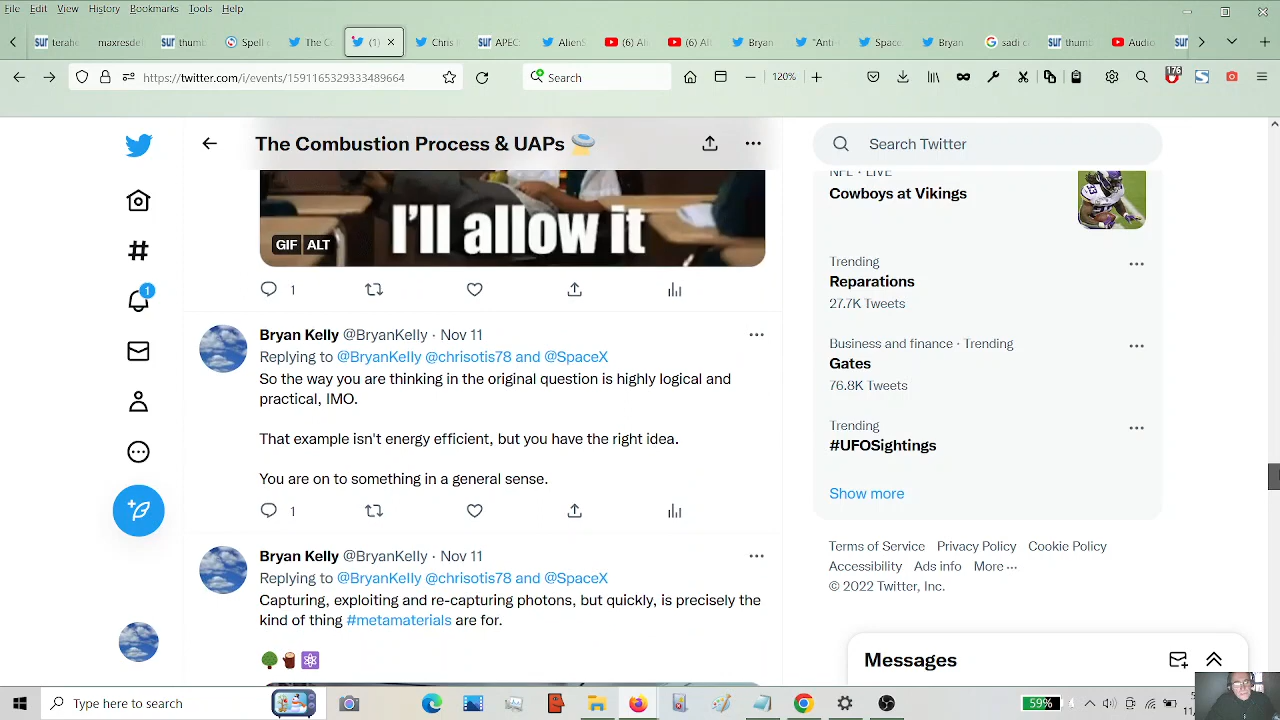 File Edit View History Bookmarks Tools Help
terahe
maxresde
thumb
Spell c
The C
(1)
Chris
APEC:
AlienS
(6) Al
(6) Al
Bryan
"Anti-
Space.
Bryan
sadi c
thumb
Audio
https://twitter.com/i/events/1591165329333489664
Search
120%
176
The Combustion Process & UAPs
Search Twitter
I'll allow it
GIF ALT
1
NFL · LIVE
Cowboys at Vikings
Trending
Reparations
27.7K Tweets
Business and finance · Trending
Gates
76.8K Tweets
Trending
#UFOSightings
Show more
Terms of Service Privacy Policy Cookie Policy
Accessibility Ads info More ···
© 2022 Twitter, Inc.
Bryan Kelly @BryanKelly · Nov 11
Replying to @BryanKelly @chrisotis78 and @SpaceX
So the way you are thinking in the original question is highly logical and
practical, IMO.
That example isn't energy efficient, but you have the right idea.
You are on to something in a general sense.
1
Bryan Kelly @BryanKelly · Nov 11
Replying to @BryanKelly @chrisotis78 and @SpaceX
Capturing, exploiting and re-capturing photons, but quickly, is precisely the
kind of thing #metamaterials are for.
1
Messages
Type here to search
59%